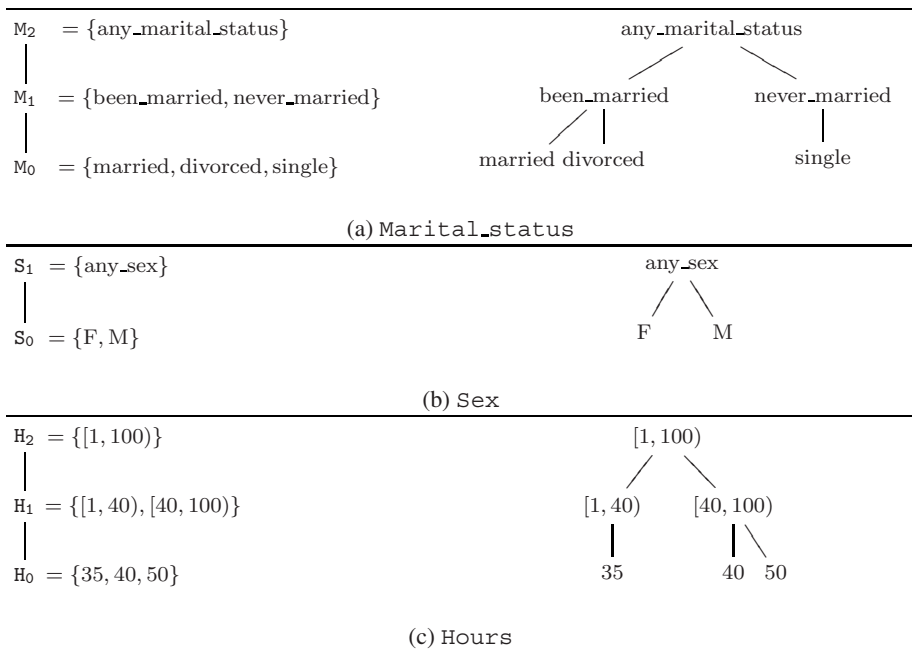 M₂ = {any_marital_status} any_marital_status
M₁ = {been_married, never_married} been_married never_married
M₀ = {married, divorced, single} married divorced single
(a) Marital_status
S₁ = {any_sex} any_sex
S₀ = {F, M} F M
(b) Sex
H₂ = {[1, 100)} [1, 100)
H₁ = {[1, 40), [40, 100)} [1, 40) [40, 100)
H₀ = {35, 40, 50} 35 40 50
(c) Hours